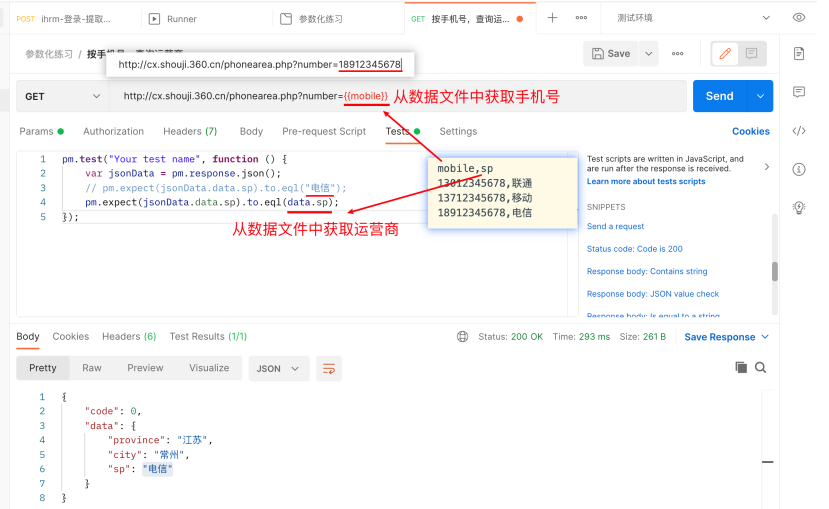 POST ihrm-登录-提取...
Runner
参数化练习
GET 按手机号，查询运...
测试环境
参数化练习 / 按手机号，查询运营商
Save
http://cx.shouji.360.cn/phonearea.php?number=18912345678
GET
http://cx.shouji.360.cn/phonearea.php?number={{mobile}}
从数据文件中获取手机号
Send
Params
Authorization
Headers (7)
Body
Pre-request Script
Tests
Settings
Cookies
1 pm.test("Your test name", function () {
2 var jsonData = pm.response.json();
3 // pm.expect(jsonData.data.sp).to.eql("电信");
4 pm.expect(jsonData.data.sp).to.eql(data.sp);
5 });
mobile,sp
13012345678,联通
13712345678,移动
18912345678,电信
从数据文件中获取运营商
Test scripts are written in JavaScript, and
are run after the response is received.
Learn more about tests scripts
SNIPPETS
Send a request
Status code: Code is 200
Response body: Contains string
Response body: JSON value check
Response body: Is equal to a string
Body
Cookies
Headers (6)
Test Results (1/1)
Status: 200 OK
Time: 293 ms
Size: 261 B
Save Response
Pretty
Raw
Preview
Visualize
JSON
1 {
2 "code": 0,
3 "data": {
4 "province": "江苏",
5 "city": "常州",
6 "sp": "电信"
7 }
8 }